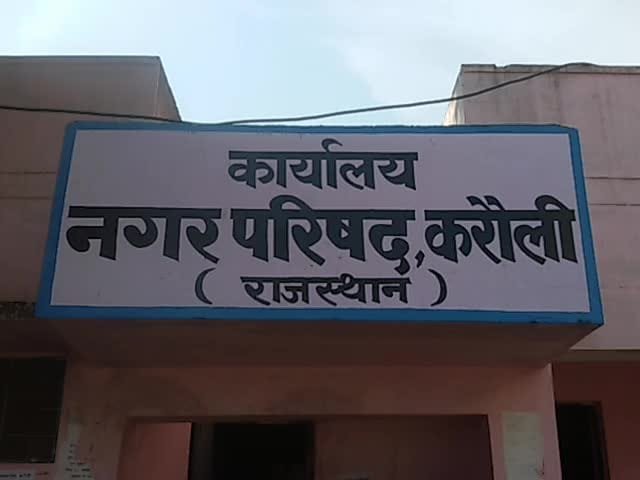 कार्यालय
नगर परिषद, करौली
( राजस्थान )